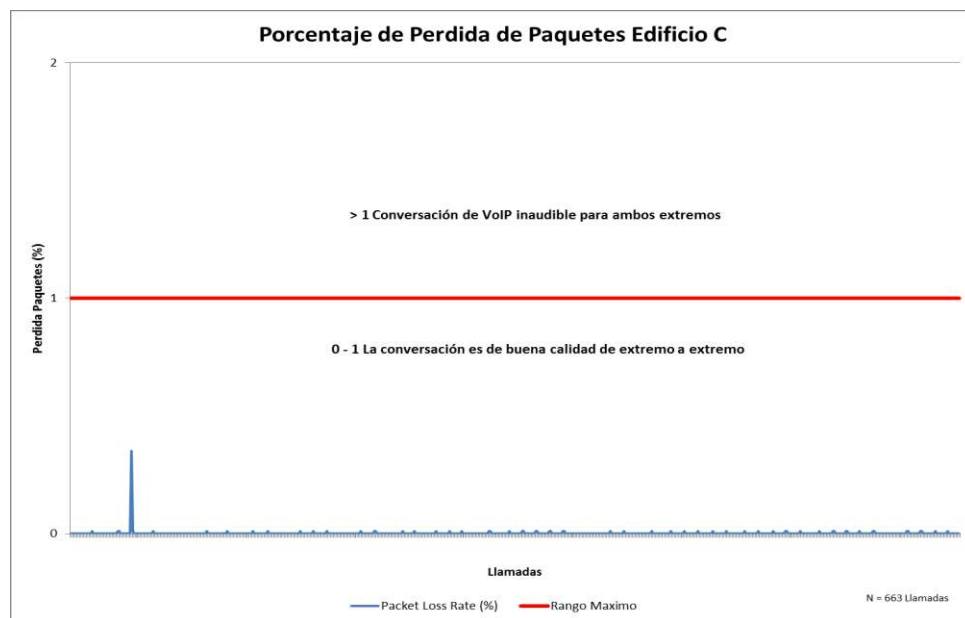 Porcentaje de Perdida de Paquetes Edificio C
2
> 1 Conversación de VoIP inaudible para ambos extremos
Perdida Paquetes (%)
1
0 - 1 La conversación es de buena calidad de extremo a extremo
0
Llamadas
Packet Loss Rate (%)
Rango Maximo
N = 663 Llamadas